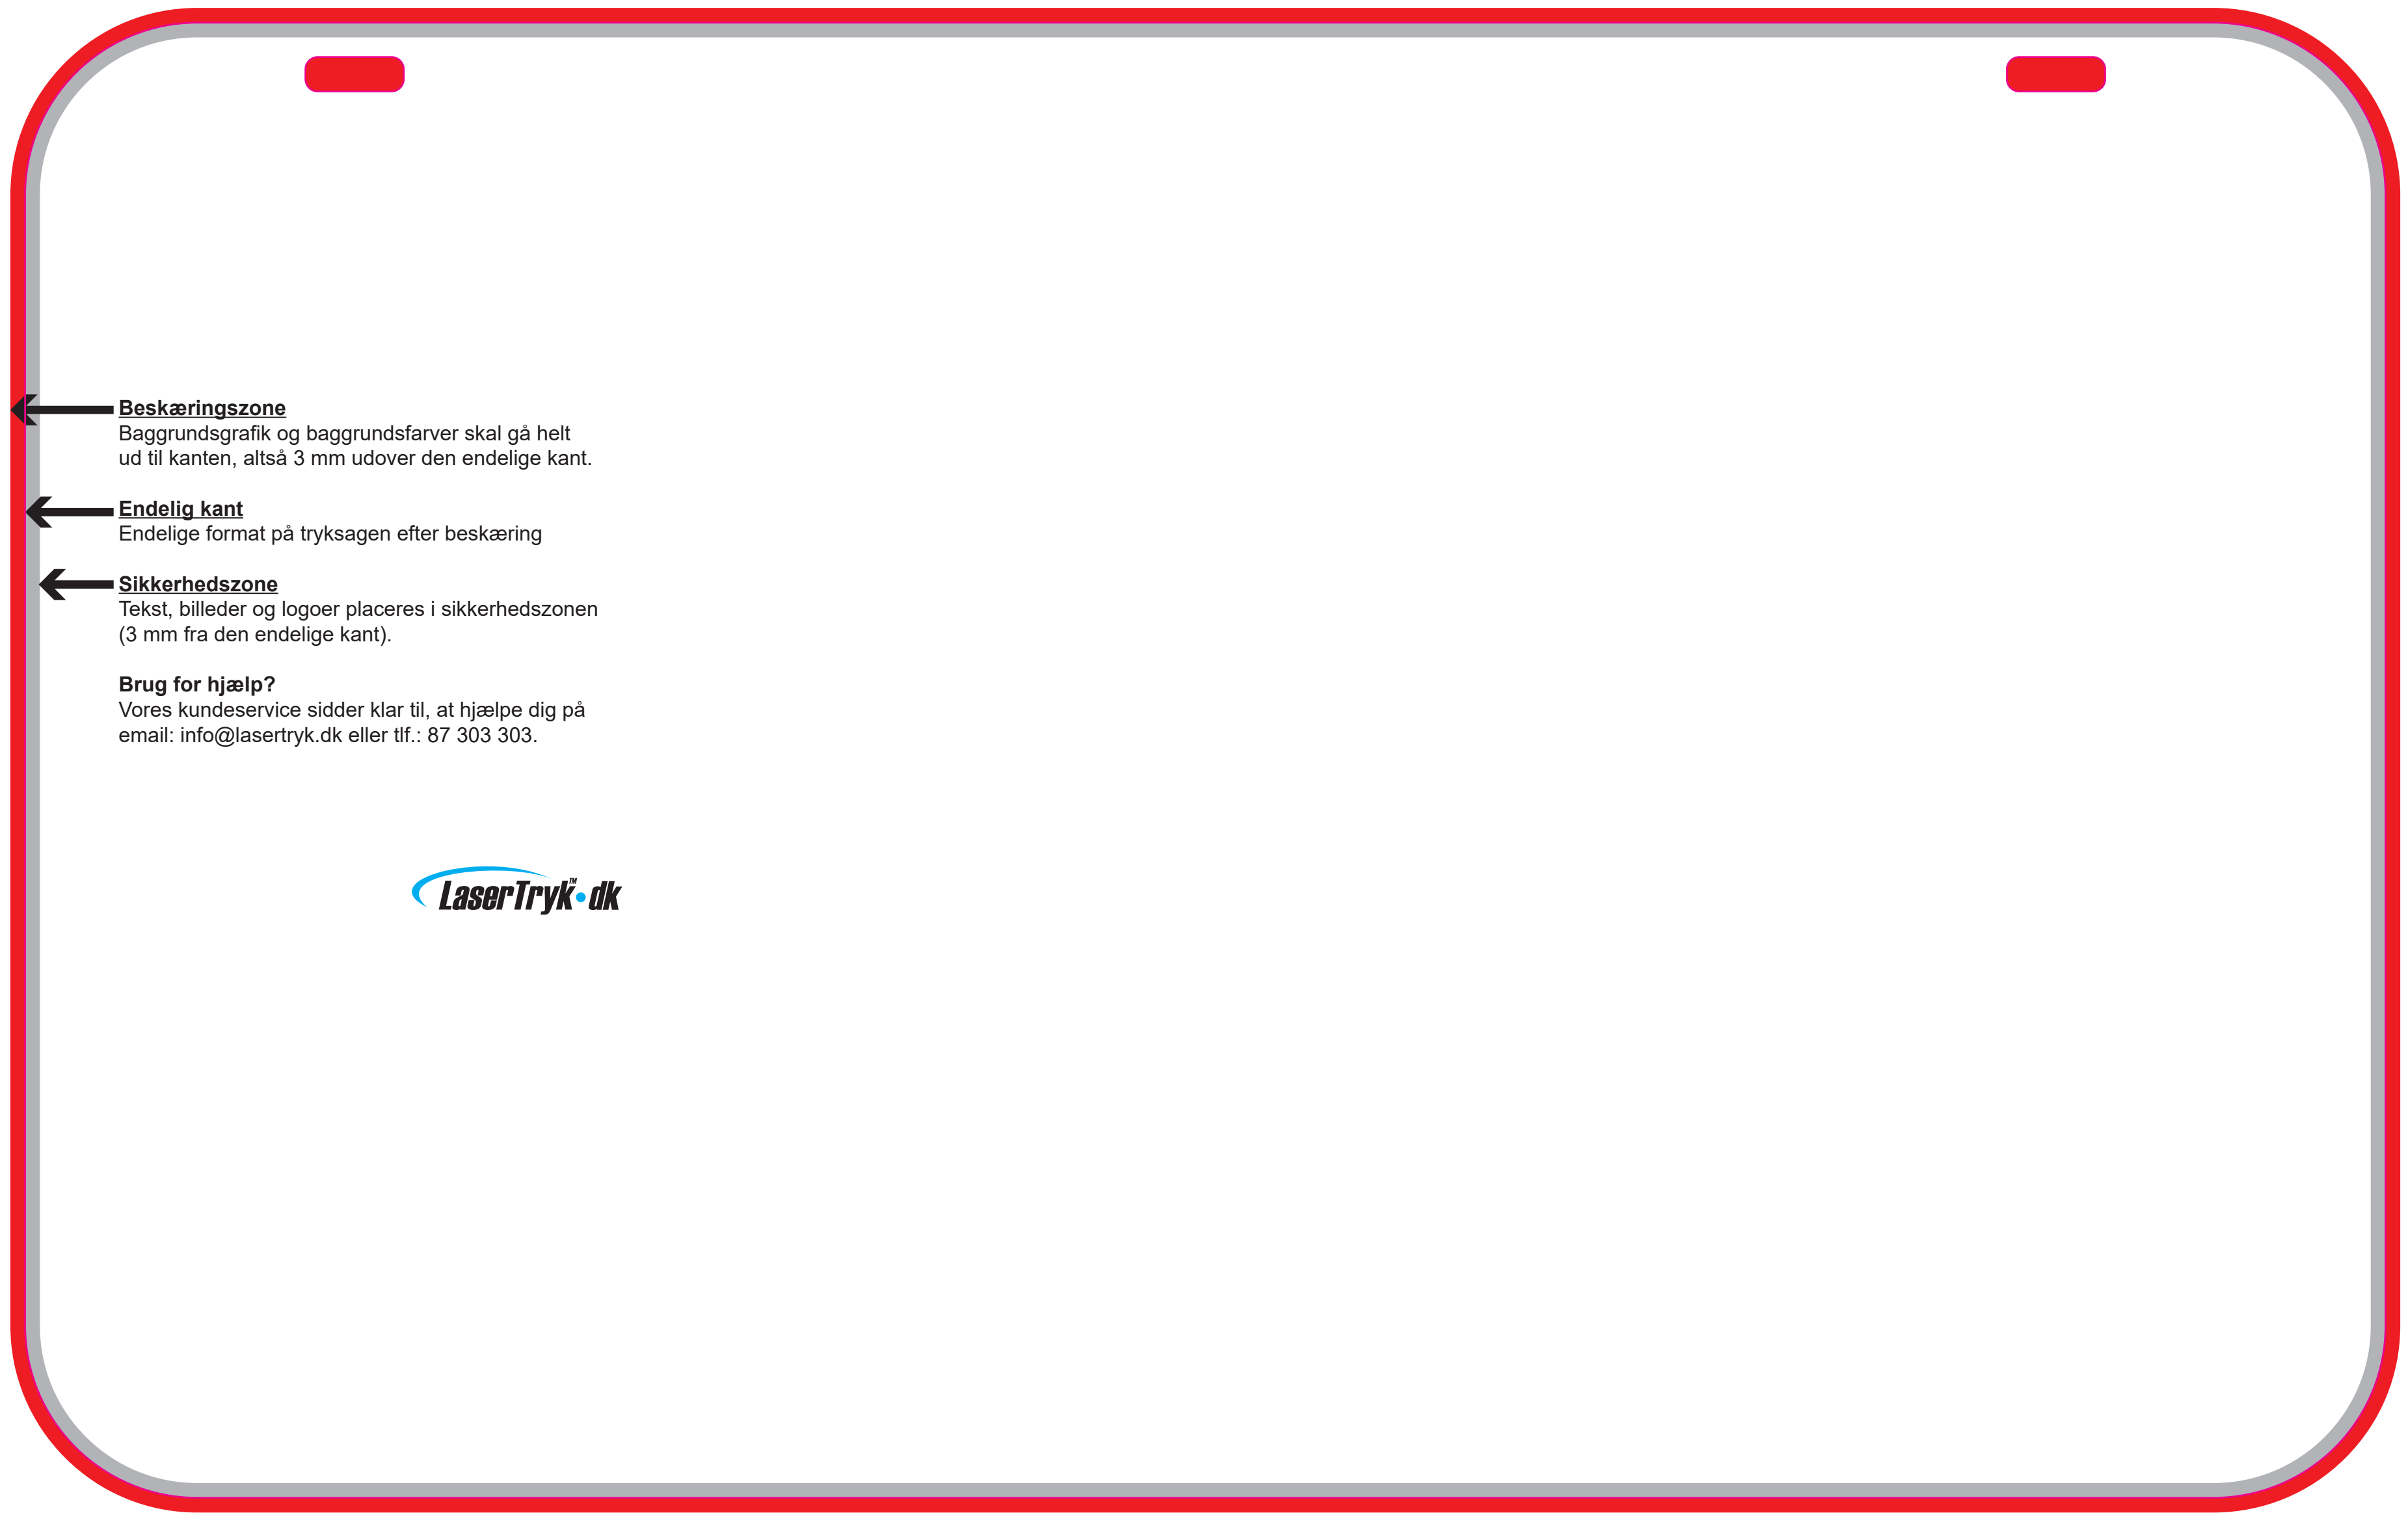 Beskæringszone
Baggrundsgrafik og baggrundsfarver skal gå helt
ud til kanten, altså 3 mm udover den endelige kant.
Endelig kant
Endelige format på tryksagen efter beskæring
Sikkerhedszone
Tekst, billeder og logoer placeres i sikkerhedszonen
(3 mm fra den endelige kant).
Brug for hjælp?
Vores kundeservice sidder klar til, at hjælpe dig på
email: info@lasertryk.dk eller tlf.: 87 303 303.
LaserTryk™•dk